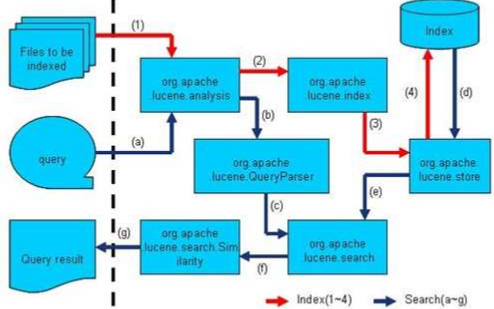 Files to be
indexed
(1)
org.apache
.lucene.analysis
(2)
org.apache
.lucene.index
Index
(4)
(d)
(a)
(b)
(3)
query
org.apache
.lucene.QueryParser
org.apache.
lucene.store
(c)
(e)
(g)
Query result
org.apache
.lucene.search.Sim
ilarity
(f)
org.apache
.lucene.search
Index(1~4)
Search(a~g)